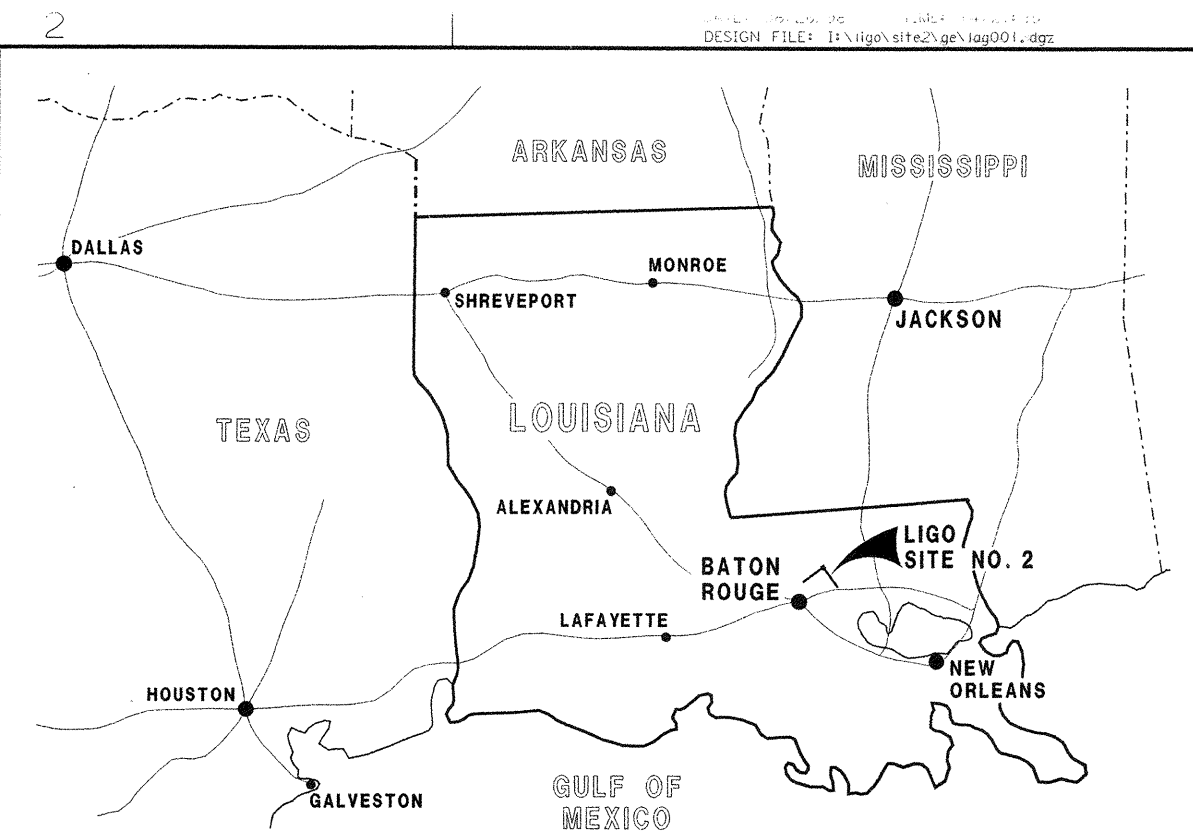 2
DESIGN FILE: I:\ligo\site2\ge\lag001.dgz
ARKANSAS
MISSISSIPPI
DALLAS
MONROE
SHREVEPORT
JACKSON
TEXAS
LOUISIANA
ALEXANDRIA
LIGO
SITE NO. 2
BATON
ROUGE
LAFAYETTE
NEW
ORLEANS
HOUSTON
GALVESTON
GULF OF
MEXICO